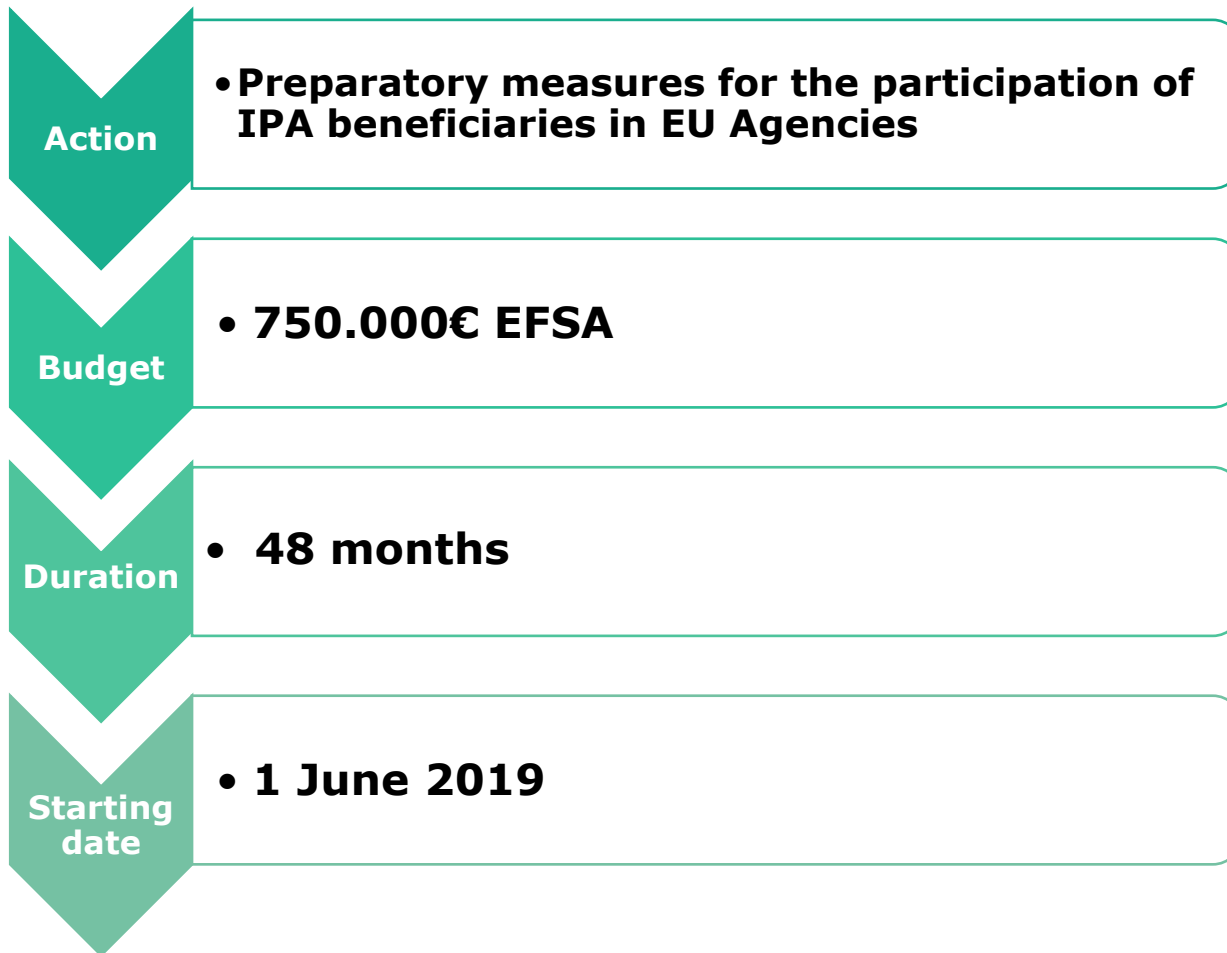 Action
•Preparatory measures for the participation of
IPA beneficiaries in EU Agencies
Budget
• 750.000€ EFSA
Duration
• 48 months
Starting
date
• 1 June 2019